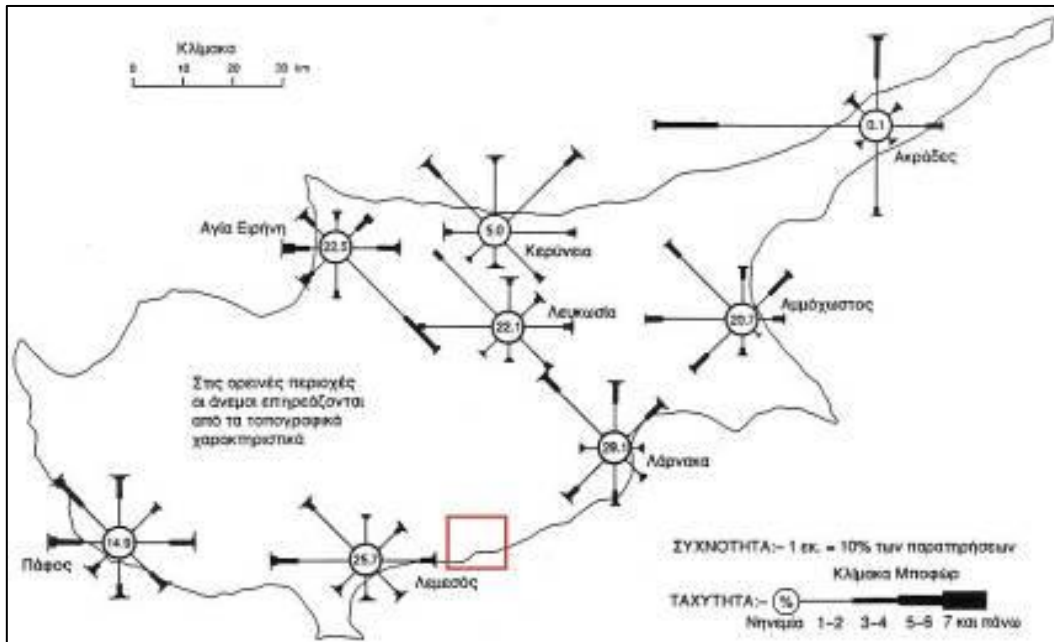 Κλίμακα
0 10 20 30 km
0.1
Ακράδες
Αγία Ειρήνη
22.5
5.0
Κερύνεια
Λευκωσία
22.1
Αμμόχωστος
20.7
Στις ορεινές περιοχές
οι άνεμοι επηρεάζονται
από τα τοπογραφικά
χαρακτηριστικά
29.1
Λάρνακα
14.9
Πάφος
25.7
Λεμεσός
ΣΥΧΝΟΤΗΤΑ:- 1 εκ. = 10% των παρατηρήσεων
Κλίμακα Μποφώρ
ΤΑΧΥΤΗΤΑ:- %
Νηνεμία 1-2 3-4 5-6 7 και πάνω